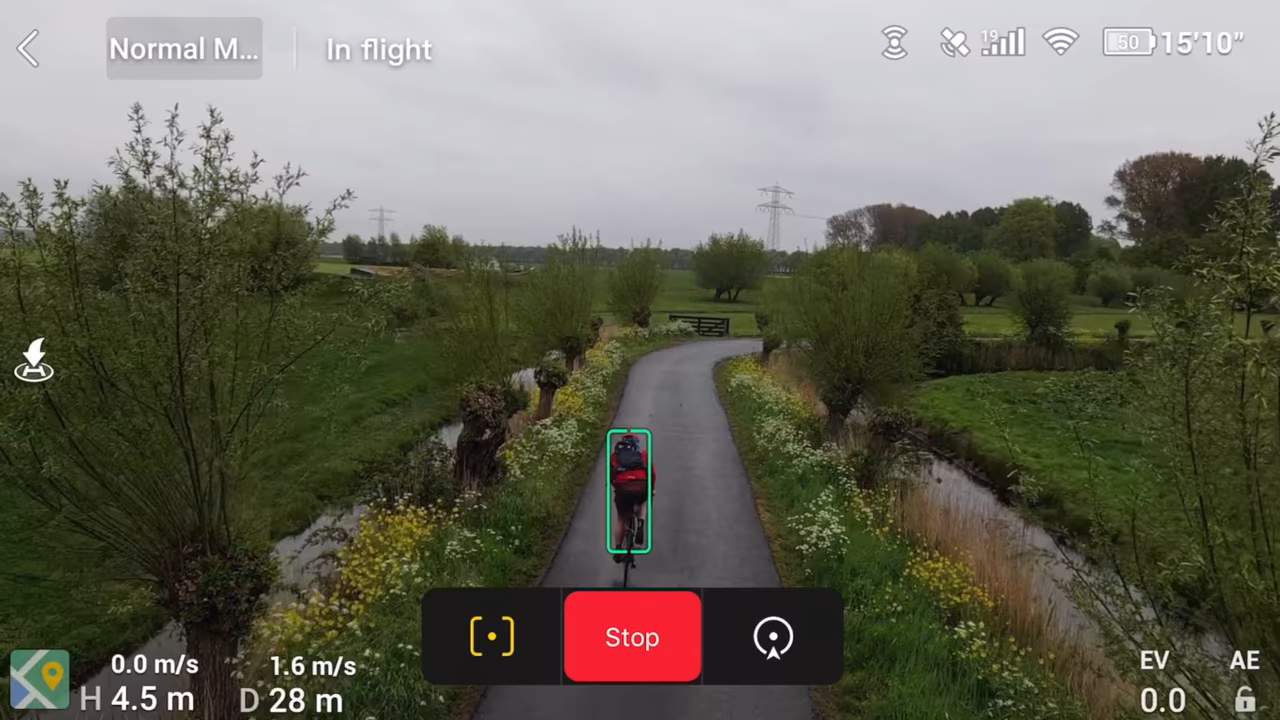 Normal M...
In flight
19
50
15'10"
Stop
0.0 m/s
1.6 m/s
H 4.5 m
D 28 m
EV
AE
0.0